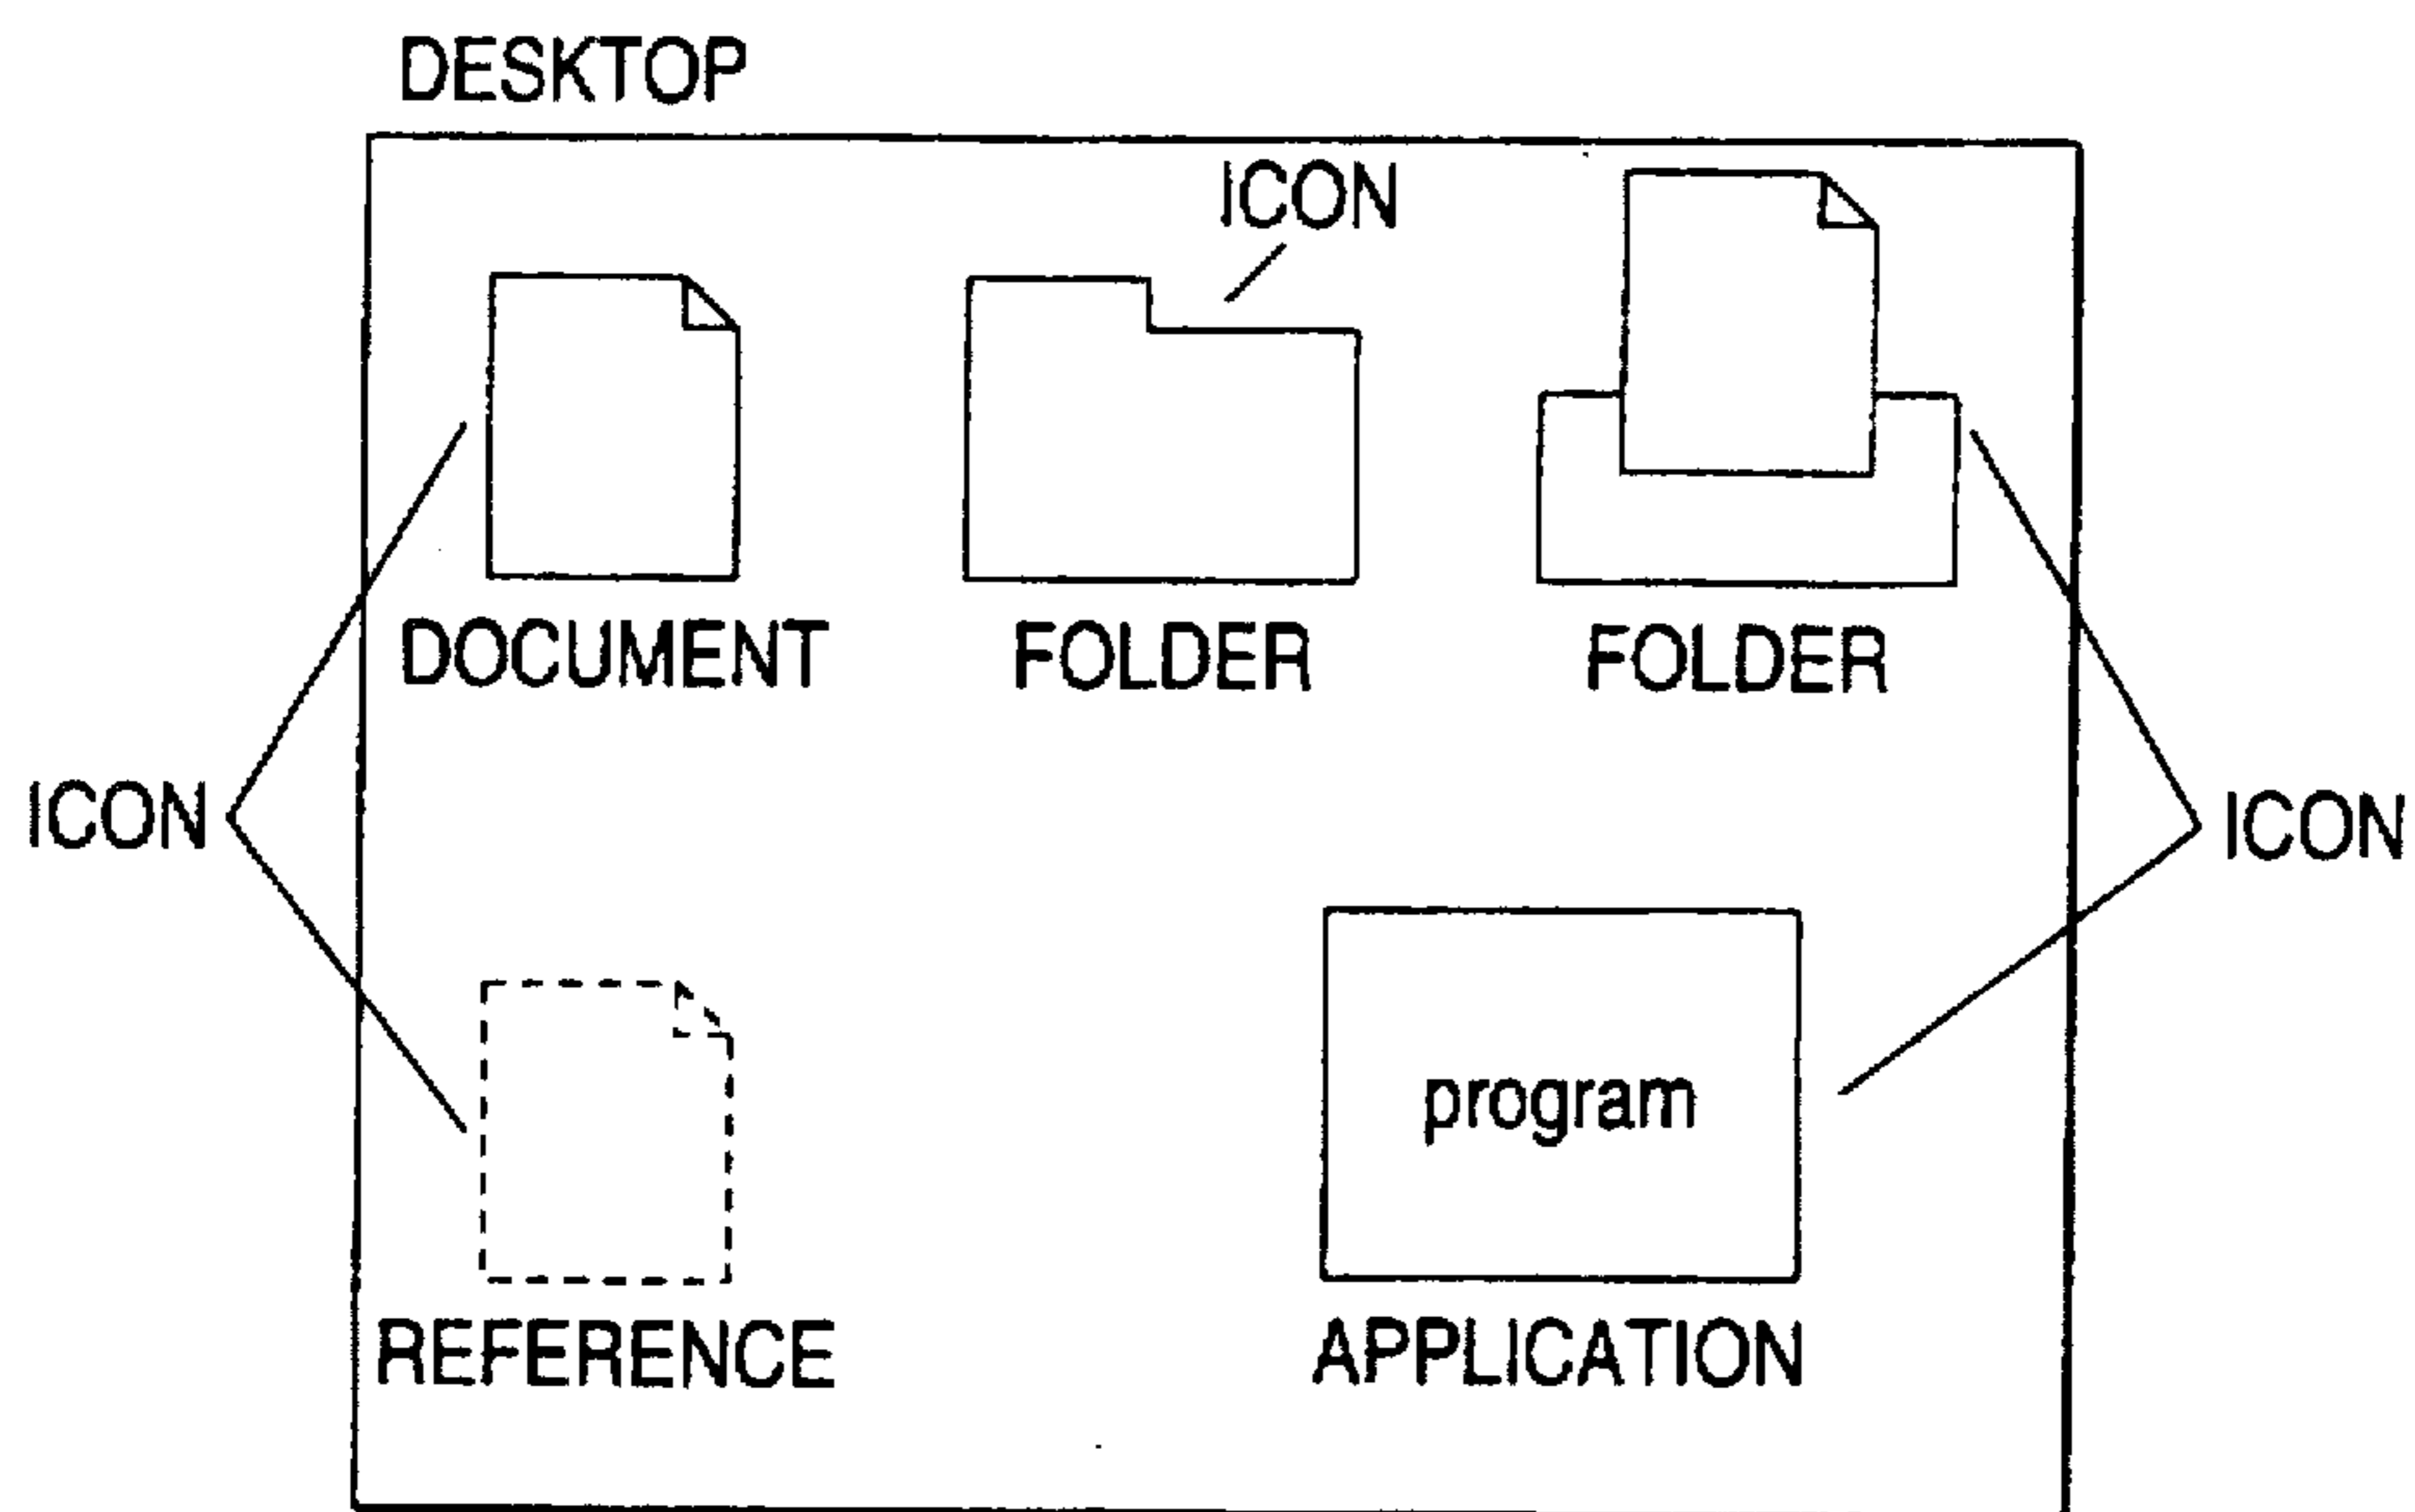 DESKTOP
ICON
DOCUMENT
FOLDER
FOLDER
ICON
ICON
program
REFERENCE
APPLICATION